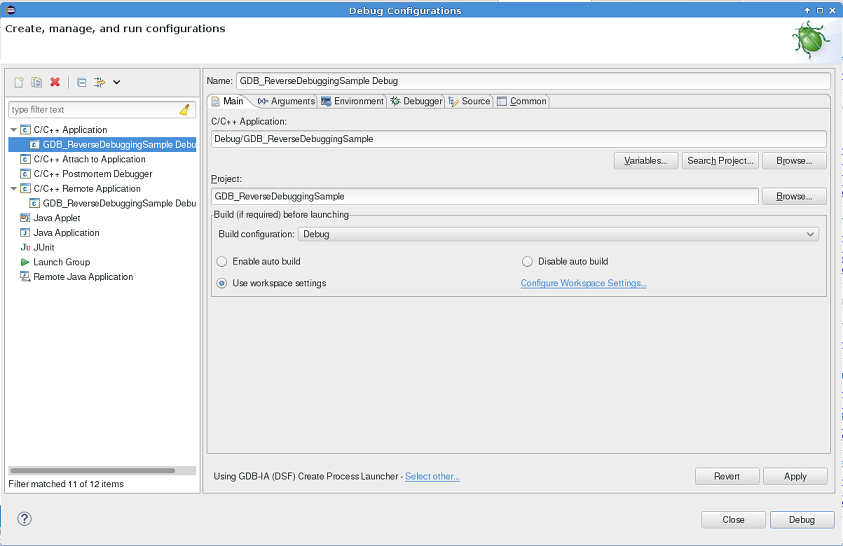 Debug Configurations
Create, manage, and run configurations
Name: GDB_ReverseDebuggingSample Debug
type filter text
Main Arguments Environment Debugger Source Common
C/C++ Application
GDB_ReverseDebuggingSample Debu
C/C++ Attach to Application
C/C++ Postmortem Debugger
C/C++ Remote Application
GDB_ReverseDebuggingSample Debu
Java Applet
Java Application
Ju JUnit
Launch Group
Remote Java Application
Filter matched 11 of 12 items
C/C++ Application:
Debug/GDB_ReverseDebuggingSample
Variables... Search Project... Browse...
Project:
GDB_ReverseDebuggingSample Browse...
Build (if required) before launching
Build configuration: Debug
Enable auto build Disable auto build
Use workspace settings Configure Workspace Settings...
Using GDB-IA (DSF) Create Process Launcher - Select other...
Revert Apply
? Close Debug